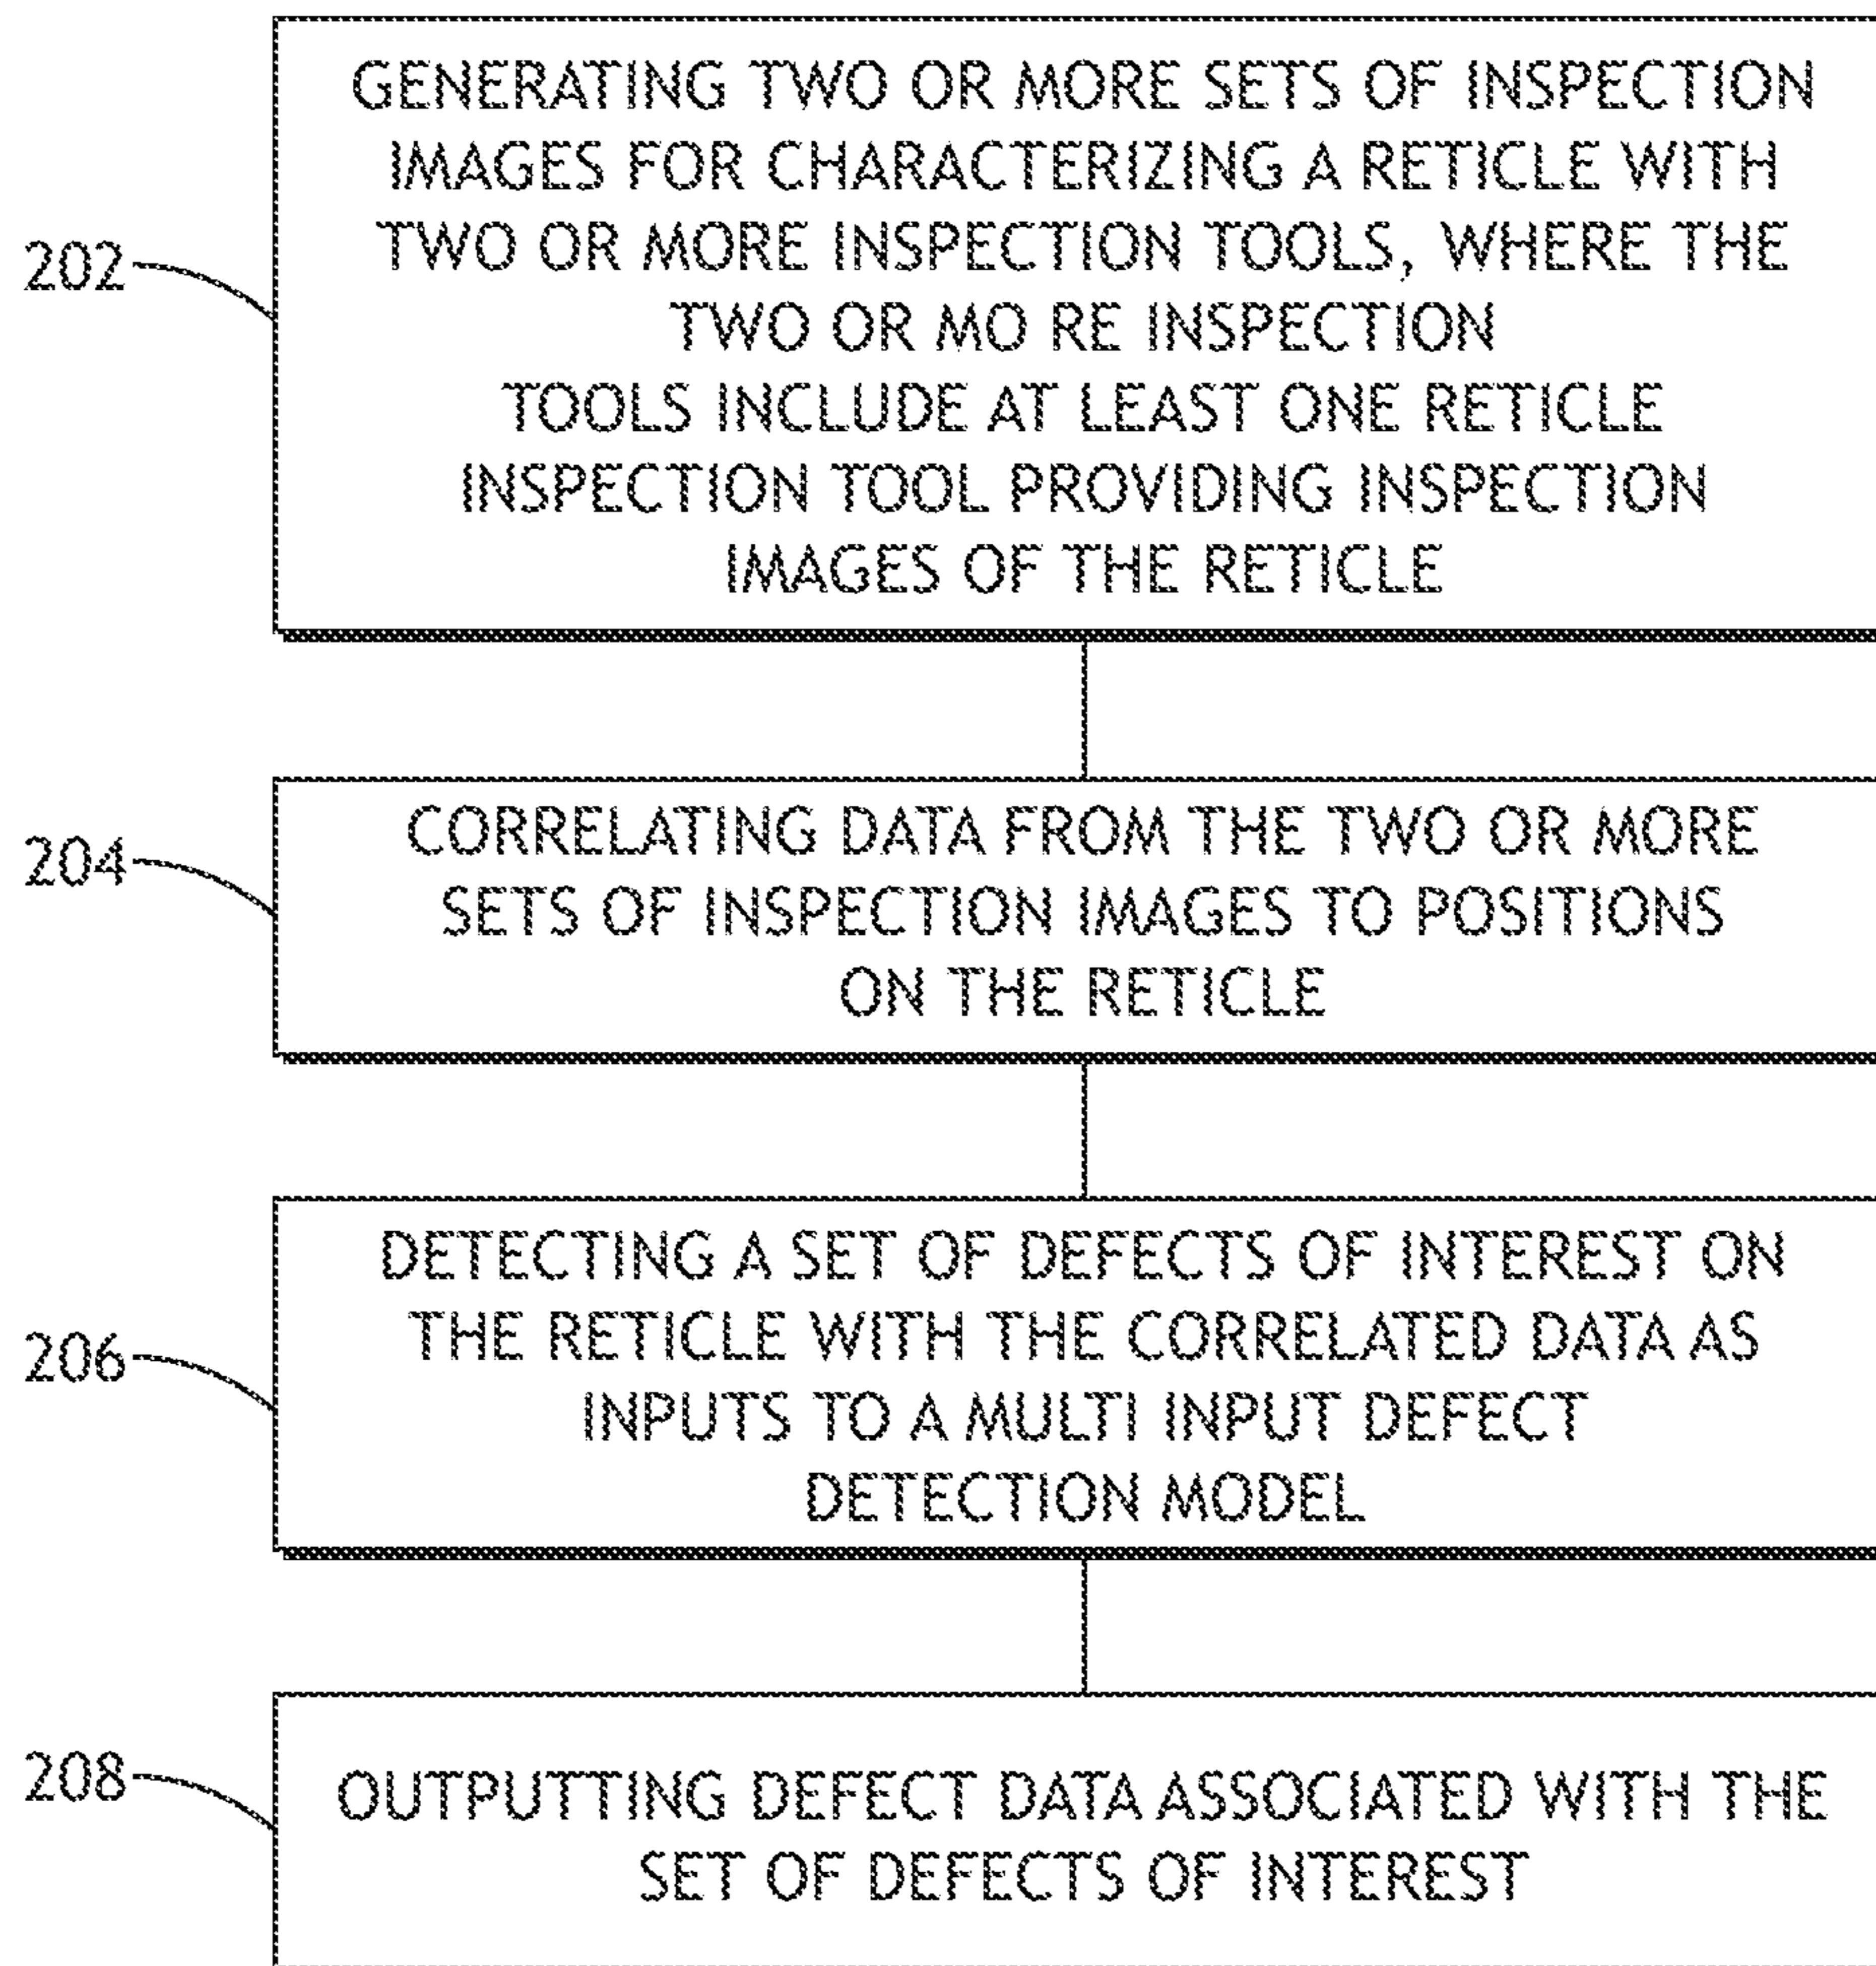 GENERATING TWO OR MORE SETS OF INSPECTION
IMAGES FOR CHARACTERIZING A RETICLE WITH
202
TWO OR MORE INSPECTION TOOLS, WHERE THE
TWO OR MO RE INSPECTION
TOOLS INCLUDE AT LEAST ONE RETICLE
INSPECTION TOOL PROVIDING INSPECTION
IMAGES OF THE RETICLE
204
CORRELATING DATA FROM THE TWO OR MORE
SETS OF INSPECTION IMAGES TO POSITIONS
ON THE RETICLE
206
DETECTING A SET OF DEFECTS OF INTEREST ON
THE RETICLE WITH THE CORRELATED DATA AS
INPUTS TO A MULTI INPUT DEFECT
DETECTION MODEL
208
OUTPUTTING DEFECT DATA ASSOCIATED WITH THE
SET OF DEFECTS OF INTEREST